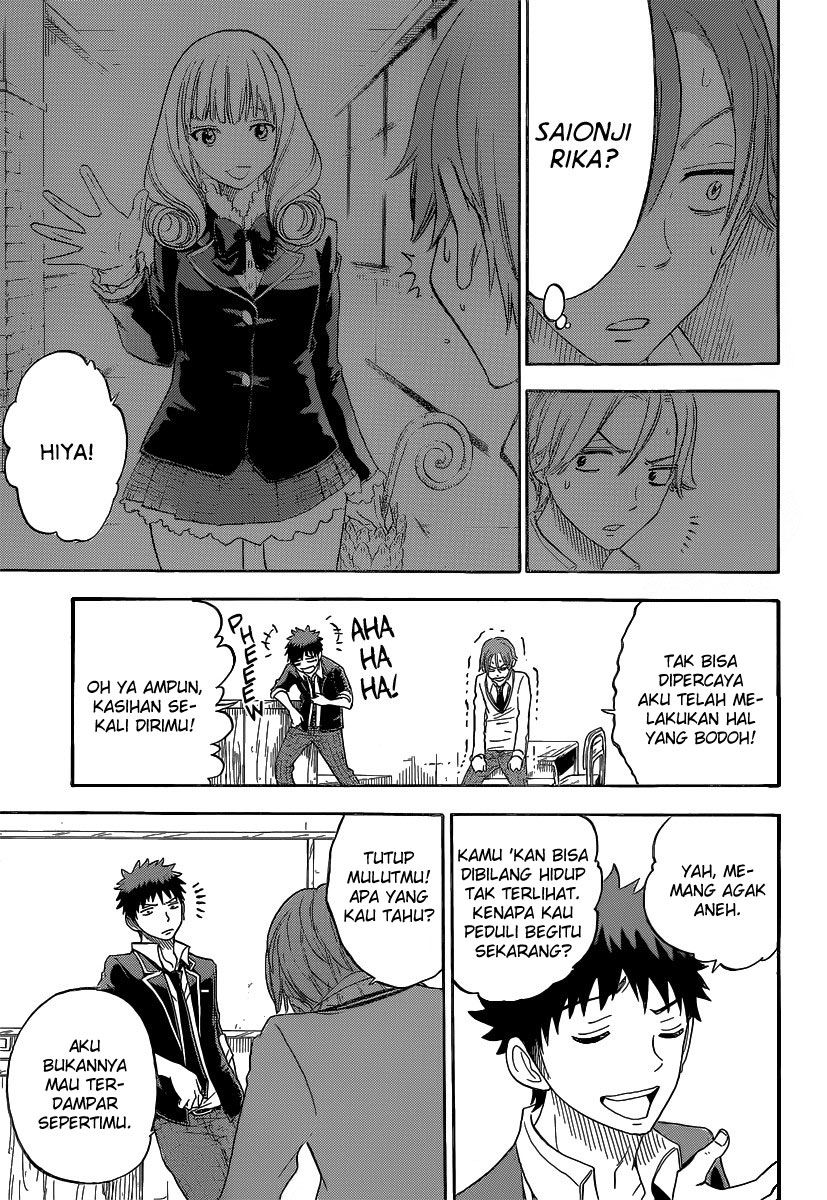 SAIONJI
RIKA?
HIYA!
TAK BISA
DIPERCAYA
AKU TELAH ME-
LAKUKAN HAL
YANG BODOH!
AHA
HA
HA!
PHEEEEW
OH YA AMPUN,
KASIHAN SE-
KALI DIRIMU!
YAH, ME-
MANG AGAK
ANEH.
KAMU 'KAN BISA
DIBILANG HIDUP
TAK TERLIHAT.
KENAPA KAU
PEDULI BEGITU
SEKARANG?
TUTUP
MULUTMU!
APA YANG
KAU TAHU?
AKU
BUKANNYA
MAU TER-
DAMPAR
SEPERTIMU.